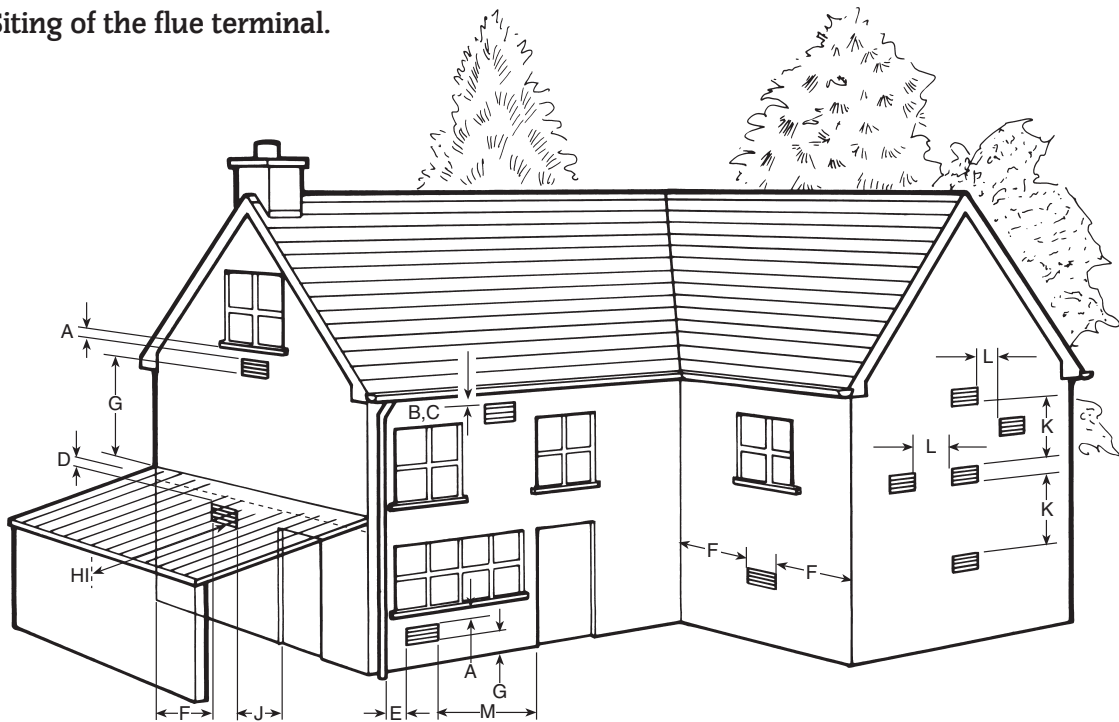 Siting of the flue terminal.
A
G
D
HI
F
J
B,C
E
A
G
M
F
F
L
K
L
K